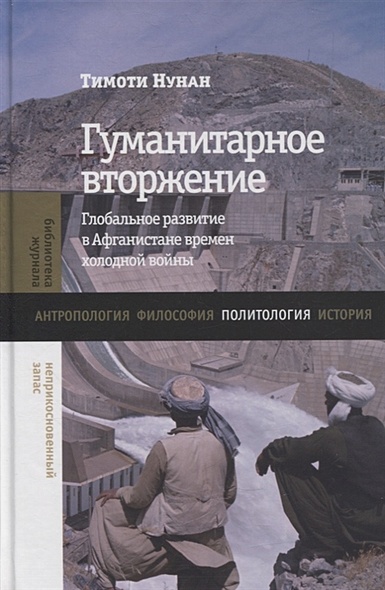 Тимоти Нунан
Гуманитарное
вторжение
Глобальное развитие
в Афганистане времен
холодной войны
библиотека
журнала
АНТРОПОЛОГИЯ ФИЛОСОФИЯ ПОЛИТОЛОГИЯ ИСТОРИЯ
неприкосновенный
запас